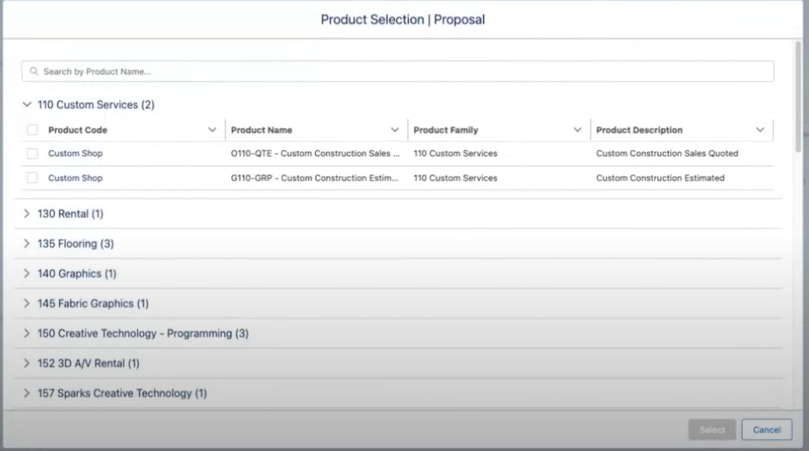 Product Selection | Proposal
Search by Product Name...
110 Custom Services (2)
Product Code Product Name Product Family Product Description
Custom Shop O110-QTE - Custom Construction Sales ... 110 Custom Services Custom Construction Sales Quoted
Custom Shop G110-GRP - Custom Construction Estim... 110 Custom Services Custom Construction Estimated
130 Rental (1)
135 Flooring (3)
140 Graphics (1)
145 Fabric Graphics (1)
150 Creative Technology - Programming (3)
152 3D A/V Rental (1)
157 Sparks Creative Technology (1)
Select Cancel